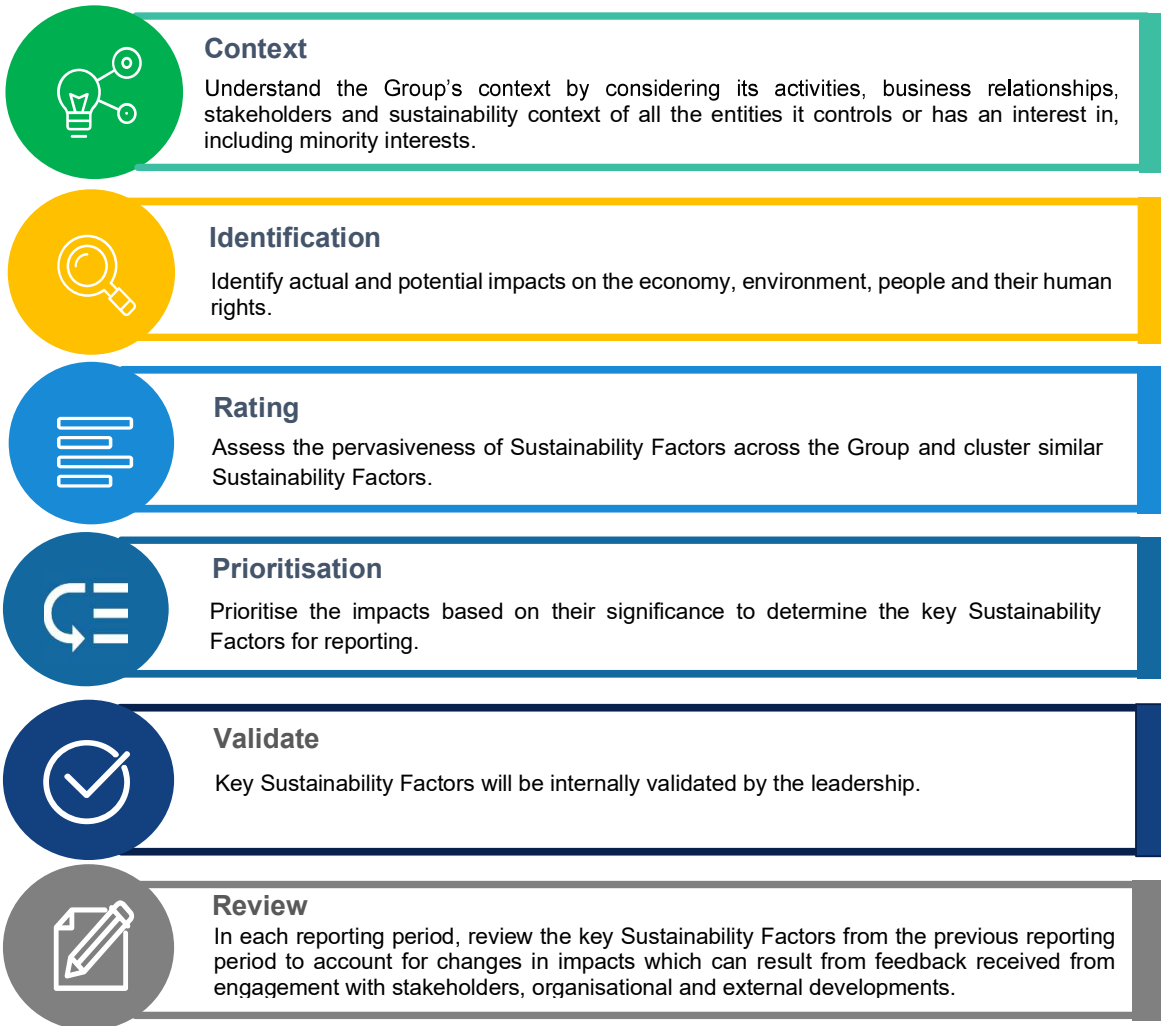 Context
Understand the Group's context by considering its activities, business relationships,
stakeholders and sustainability context of all the entities it controls or has an interest in,
including minority interests.
Identification
Identify actual and potential impacts on the economy, environment, people and their human
rights.
Rating
Assess the pervasiveness of Sustainability Factors across the Group and cluster similar
Sustainability Factors.
Prioritisation
Prioritise the impacts based on their significance to determine the key Sustainability
Factors for reporting.
Validate
Key Sustainability Factors will be internally validated by the leadership.
Review
In each reporting period, review the key Sustainability Factors from the previous reporting
period to account for changes in impacts which can result from feedback received from
engagement with stakeholders, organisational and external developments.